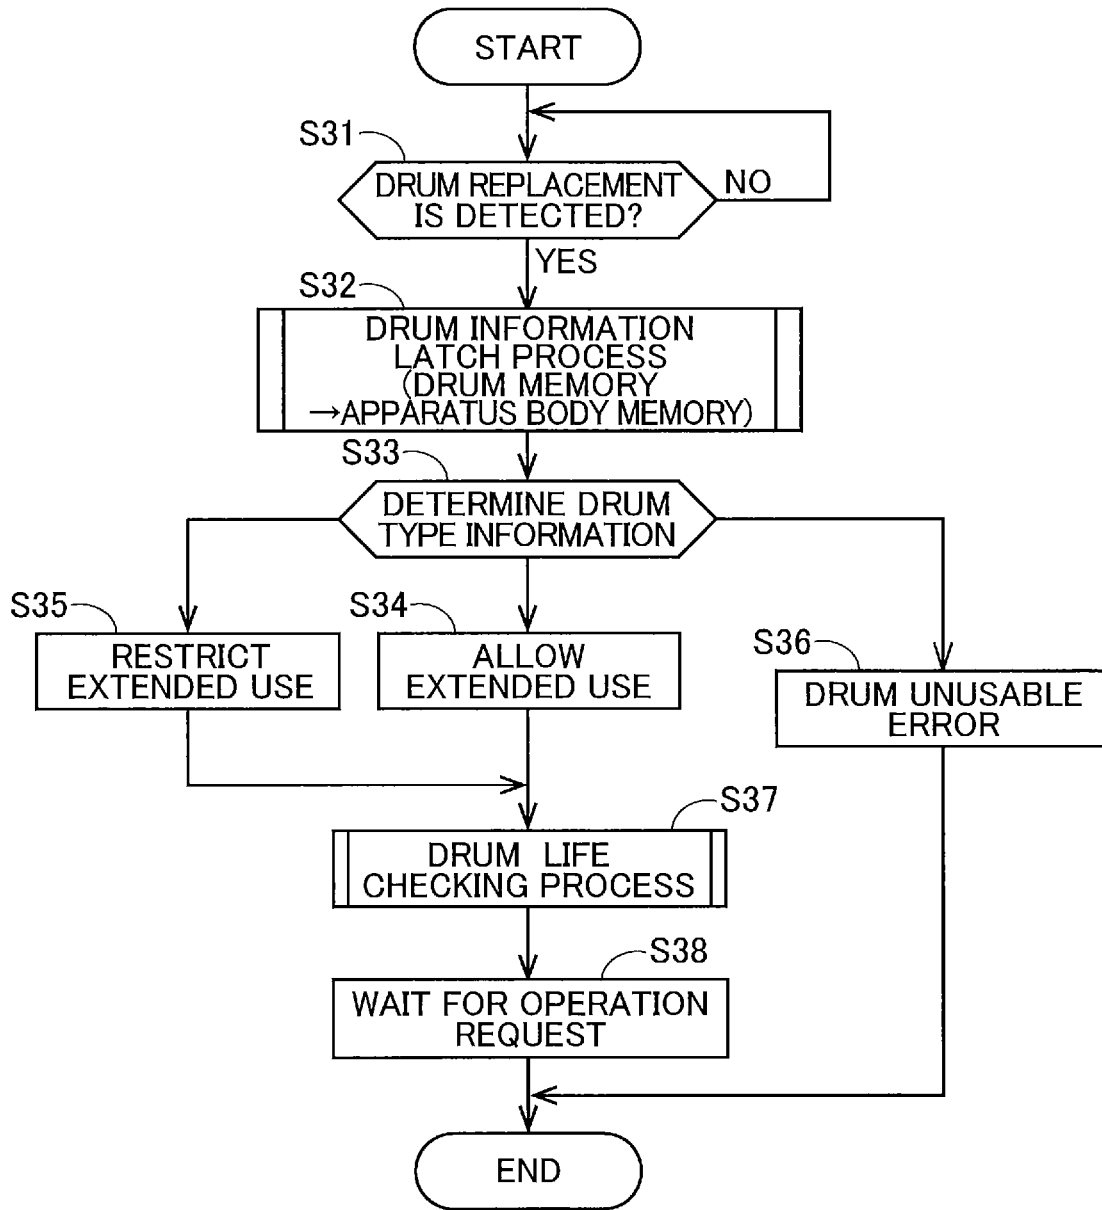 START
S31
DRUM REPLACEMENT
IS DETECTED?
NO
YES
S32
DRUM INFORMATION
LATCH PROCESS
(DRUM MEMORY
→APPARATUS BODY MEMORY)
S33
DETERMINE DRUM
TYPE INFORMATION
S35
RESTRICT
EXTENDED USE
S34
ALLOW
EXTENDED USE
S36
DRUM UNUSABLE
ERROR
S37
DRUM LIFE
CHECKING PROCESS
S38
WAIT FOR OPERATION
REQUEST
END